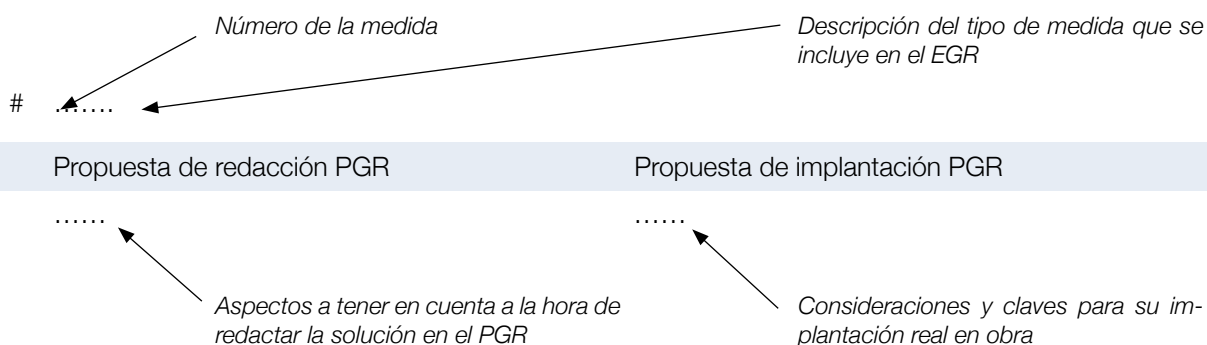 Número de la medida
Descripción del tipo de medida que se
incluye en el EGR
# .......
Propuesta de redacción PGR
Propuesta de implantación PGR
......
......
Aspectos a tener en cuenta a la hora de
redactar la solución en el PGR
Consideraciones y claves para su im-
plantación real en obra